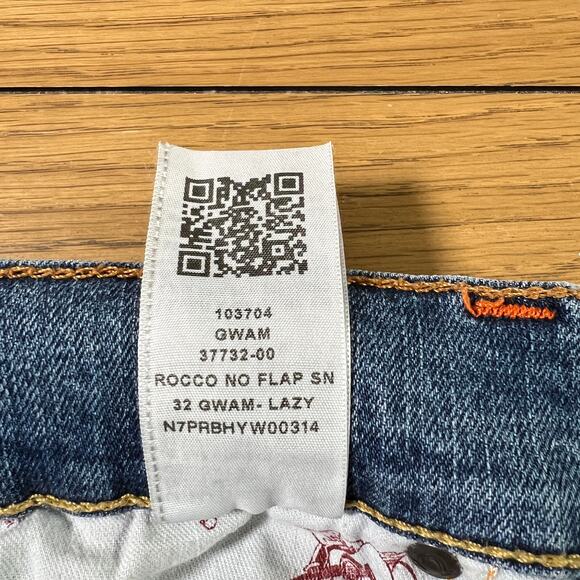 103704
GWAM
37732-00
ROCCO NO FLAP SN
32 GWAM- LAZY
N7PRBHYW00314